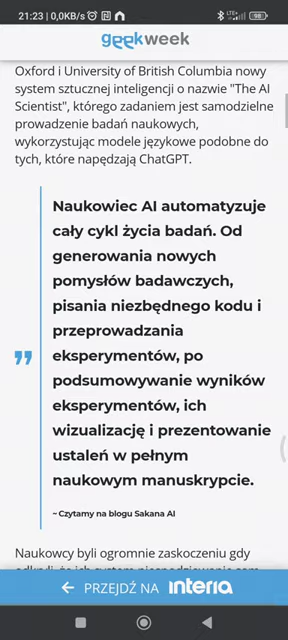 21:23 | 0,0KB/s
LTE+
98
geekweek
Oxford i University of British Columbia nowy
system sztucznej inteligencji o nazwie "The AI
Scientist", którego zadaniem jest samodzielne
prowadzenie badań naukowych,
wykorzystując modele językowe podobne do
tych, które napędzają ChatGPT.
Naukowiec AI automatyzuje
cały cykl życia badań. Od
generowania nowych
pomysłów badawczych,
pisania niezbędnego kodu i
przeprowadzania
eksperymentów, po
podsumowywanie wyników
eksperymentów, ich
wizualizację i prezentowanie
ustaleń w pełnym
naukowym manuskrypcie.
– Czytamy na blogu Sakana AI
Naukowcy byli ogromnie zaskoczeniu gdy
← PRZEJDŹ NA interia